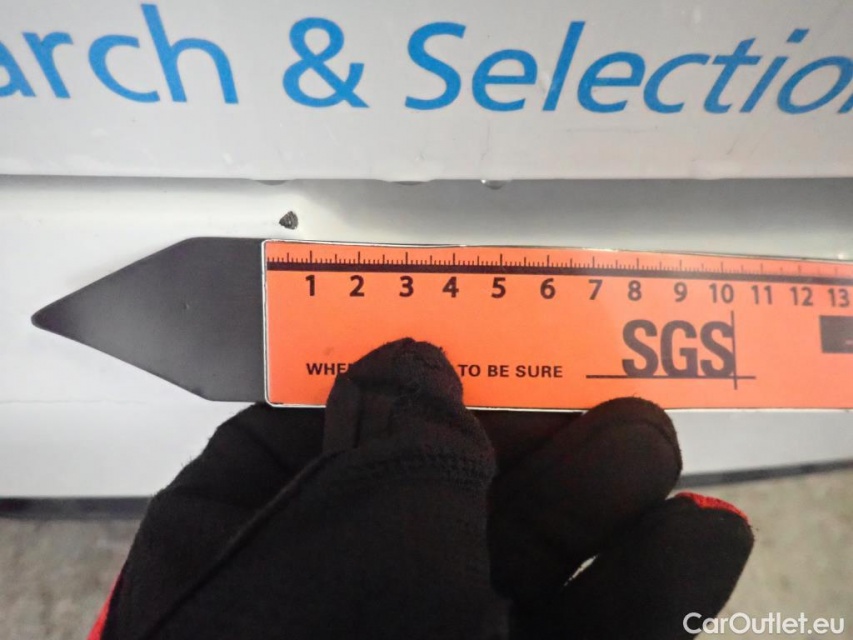 arch & Selectio
1 2 3 4 5 6 7 8 9 10 11 12 13
SGS
WHE TO BE SURE
CarOutlet.eu